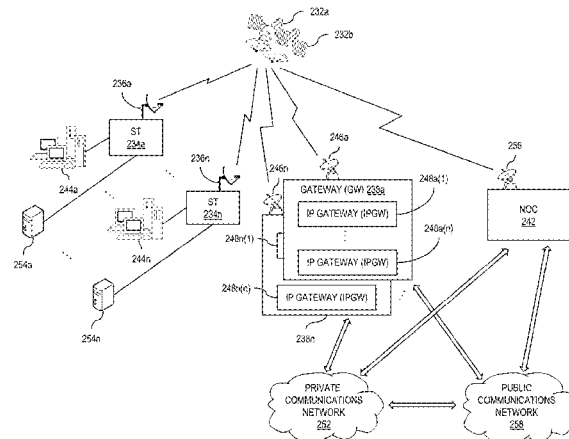 232a
232b
236a
ST
234a
244a
254a
236n
ST
234n
244n
254n
246n
246a
GATEWAY (GW) 238a
IP GATEWAY (IPGW)
248a(1)
IP GATEWAY (IPGW)
248a(n)
248n(1)
IP GATEWAY (IPGW)
248n(n)
238n
256
NOC
242
PRIVATE
COMMUNICATIONS
NETWORK
252
PUBLIC
COMMUNICATIONS
NETWORK
258